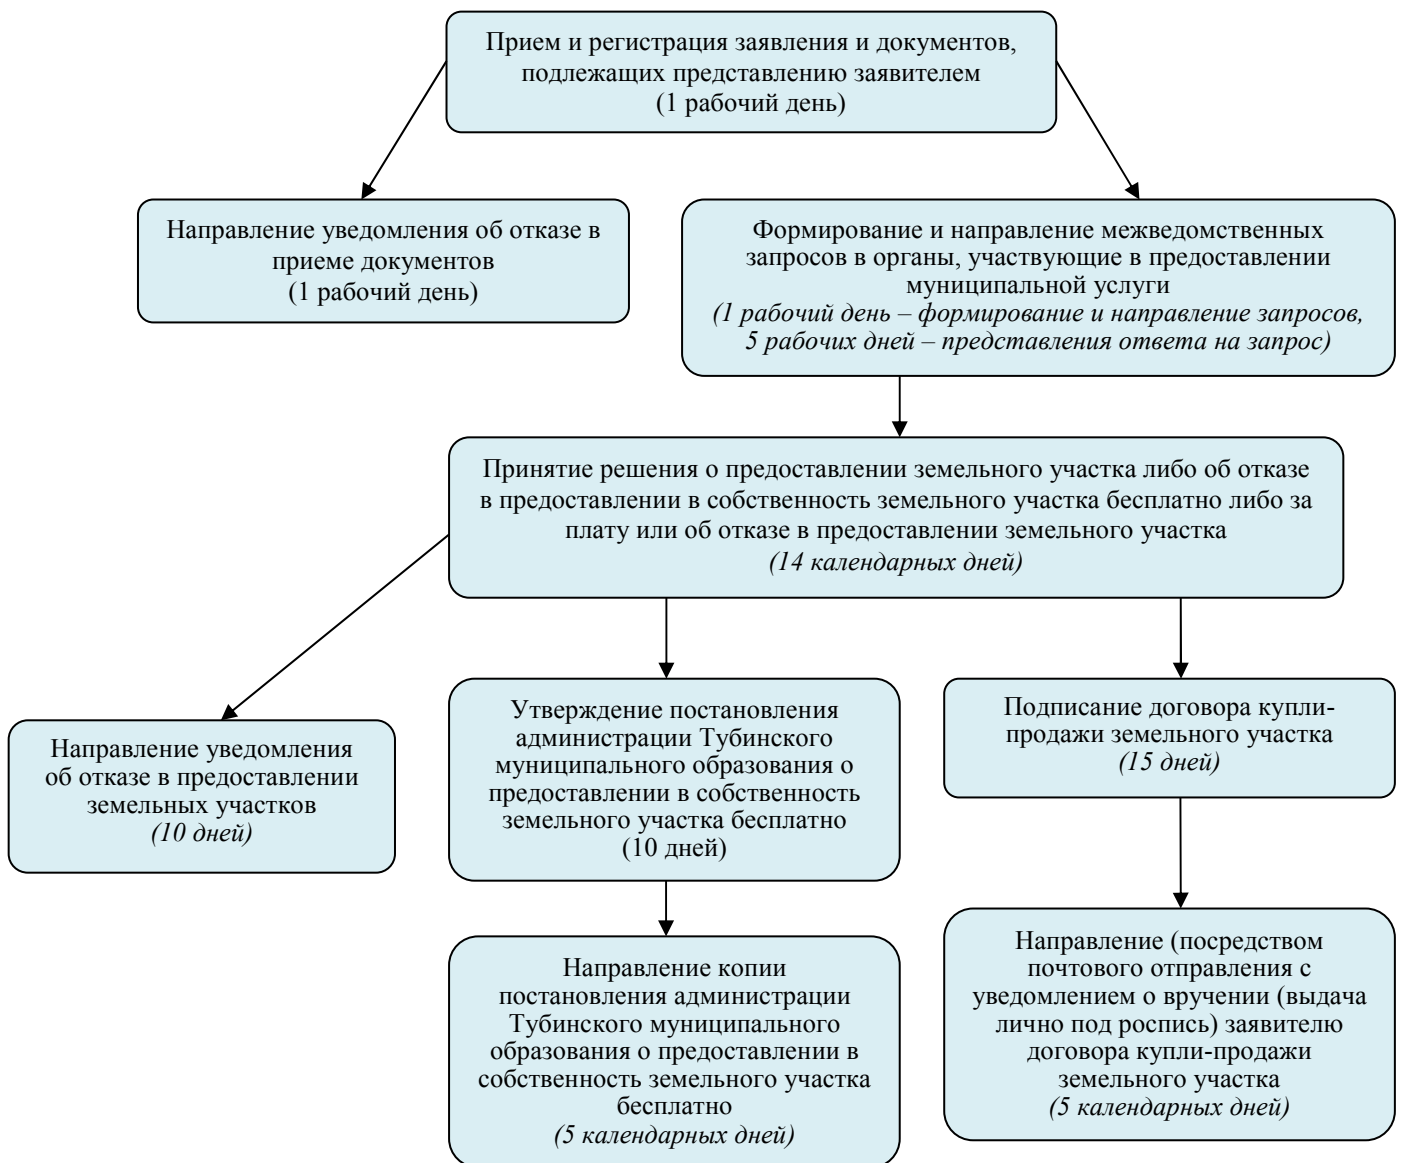 Прием и регистрация заявления и документов,
подлежащих представлению заявителем
(1 рабочий день)
Направление уведомления об отказе в
приеме документов
(1 рабочий день)
Формирование и направление межведомственных
запросов в органы, участвующие в предоставлении
муниципальной услуги
(1 рабочий день – формирование и направление запросов,
5 рабочих дней – представления ответа на запрос)
Принятие решения о предоставлении земельного участка либо об отказе
в предоставлении в собственность земельного участка бесплатно либо за
плату или об отказе в предоставлении земельного участка
(14 календарных дней)
Направление уведомления
об отказе в предоставлении
земельных участков
(10 дней)
Утверждение постановления
администрации Тубинского
муниципального образования о
предоставлении в собственность
земельного участка бесплатно
(10 дней)
Подписание договора купли-
продажи земельного участка
(15 дней)
Направление копии
постановления администрации
Тубинского муниципального
образования о предоставлении в
собственность земельного участка
бесплатно
(5 календарных дней)
Направление (посредством
почтового отправления с
уведомлением о вручении (выдача
лично под роспись) заявителю
договора купли-продажи
земельного участка
(5 календарных дней)